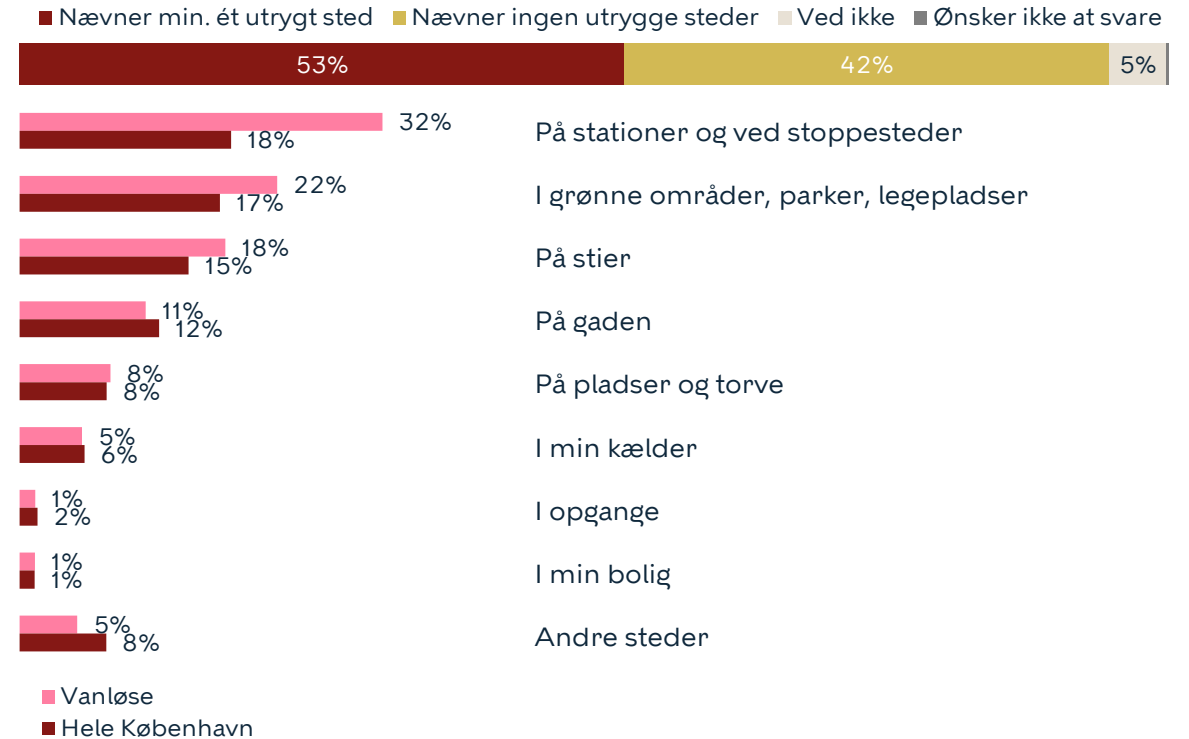 Nævner min. ét utrygt sted Nævner ingen utrygge steder Ved ikke Ønsker ikke at svare
53% 42% 5%
32%
18%
På stationer og ved stoppesteder
22%
17%
I grønne områder, parker, legepladser
18%
15%
På stier
11%
12%
På gaden
8%
8%
På pladser og torve
5%
6%
I min kælder
1%
2%
I opgange
1%
1%
I min bolig
5%
8%
Andre steder
Vanløse
Hele København